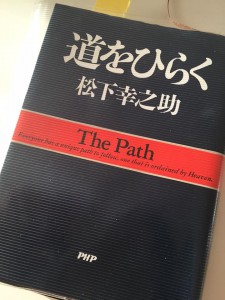 道をひらく
松下幸之助
The Path
Everyone has a unique path to follow, one that is ordained by HEAVEN.
PHP